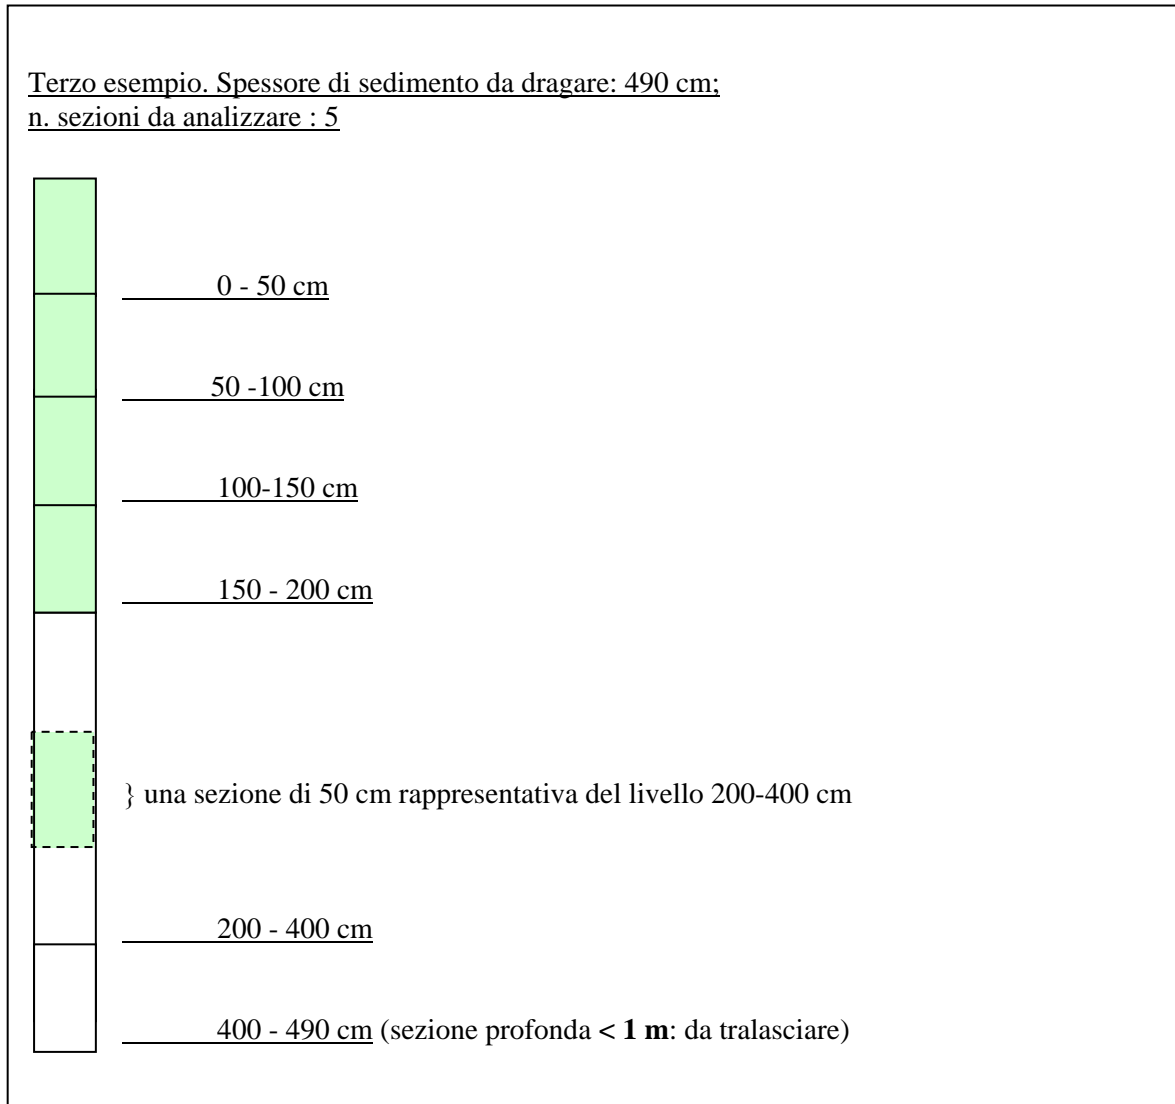 Terzo esempio. Spessore di sedimento da dragare: 490 cm;
n. sezioni da analizzare : 5
0 - 50 cm
50 -100 cm
100-150 cm
150 - 200 cm
} una sezione di 50 cm rappresentativa del livello 200-400 cm
200 - 400 cm
400 - 490 cm (sezione profonda < 1 m: da tralasciare)